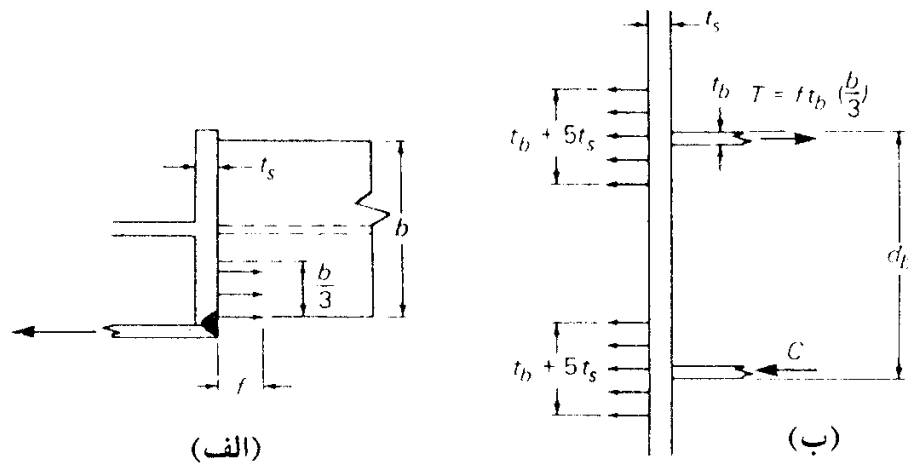 t_s
b
b/3
f
(الف)
t_s
t_b + 5t_s
t_b
T = f t_b (b/3)
d_b
t_b + 5t_s
C
(ب)